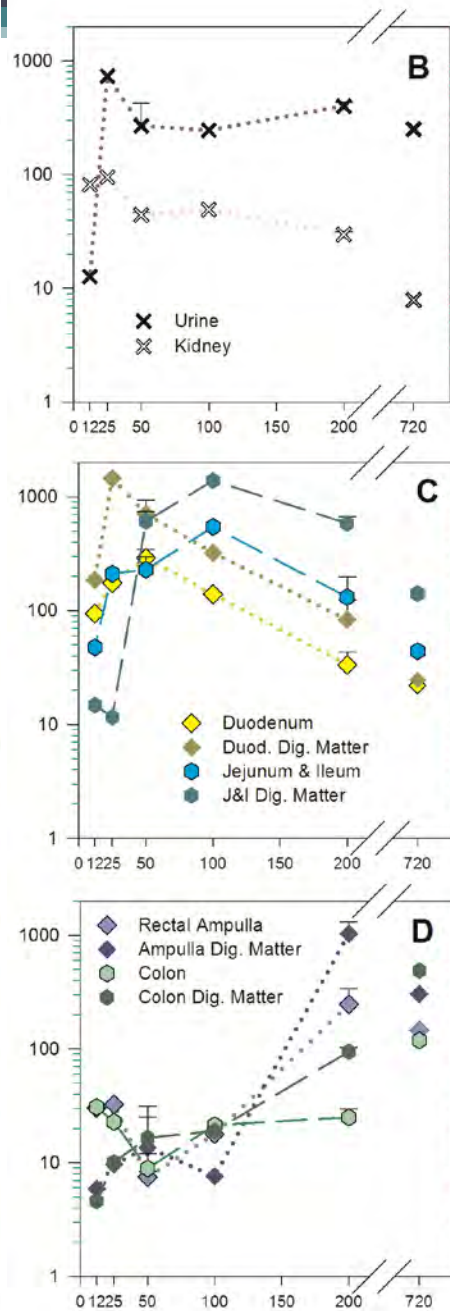 B
1000
100
10
1
Urine
Kidney
0 1225 50 100 150 200 720
C
1000
100
10
1
Duodenum
Duod. Dig. Matter
Jejunum & Ileum
J&I Dig. Matter
0 1225 50 100 150 200 720
D
Rectal Ampulla
Ampulla Dig. Matter
Colon
Colon Dig. Matter
1000
100
10
1
0 1225 50 100 150 200 720